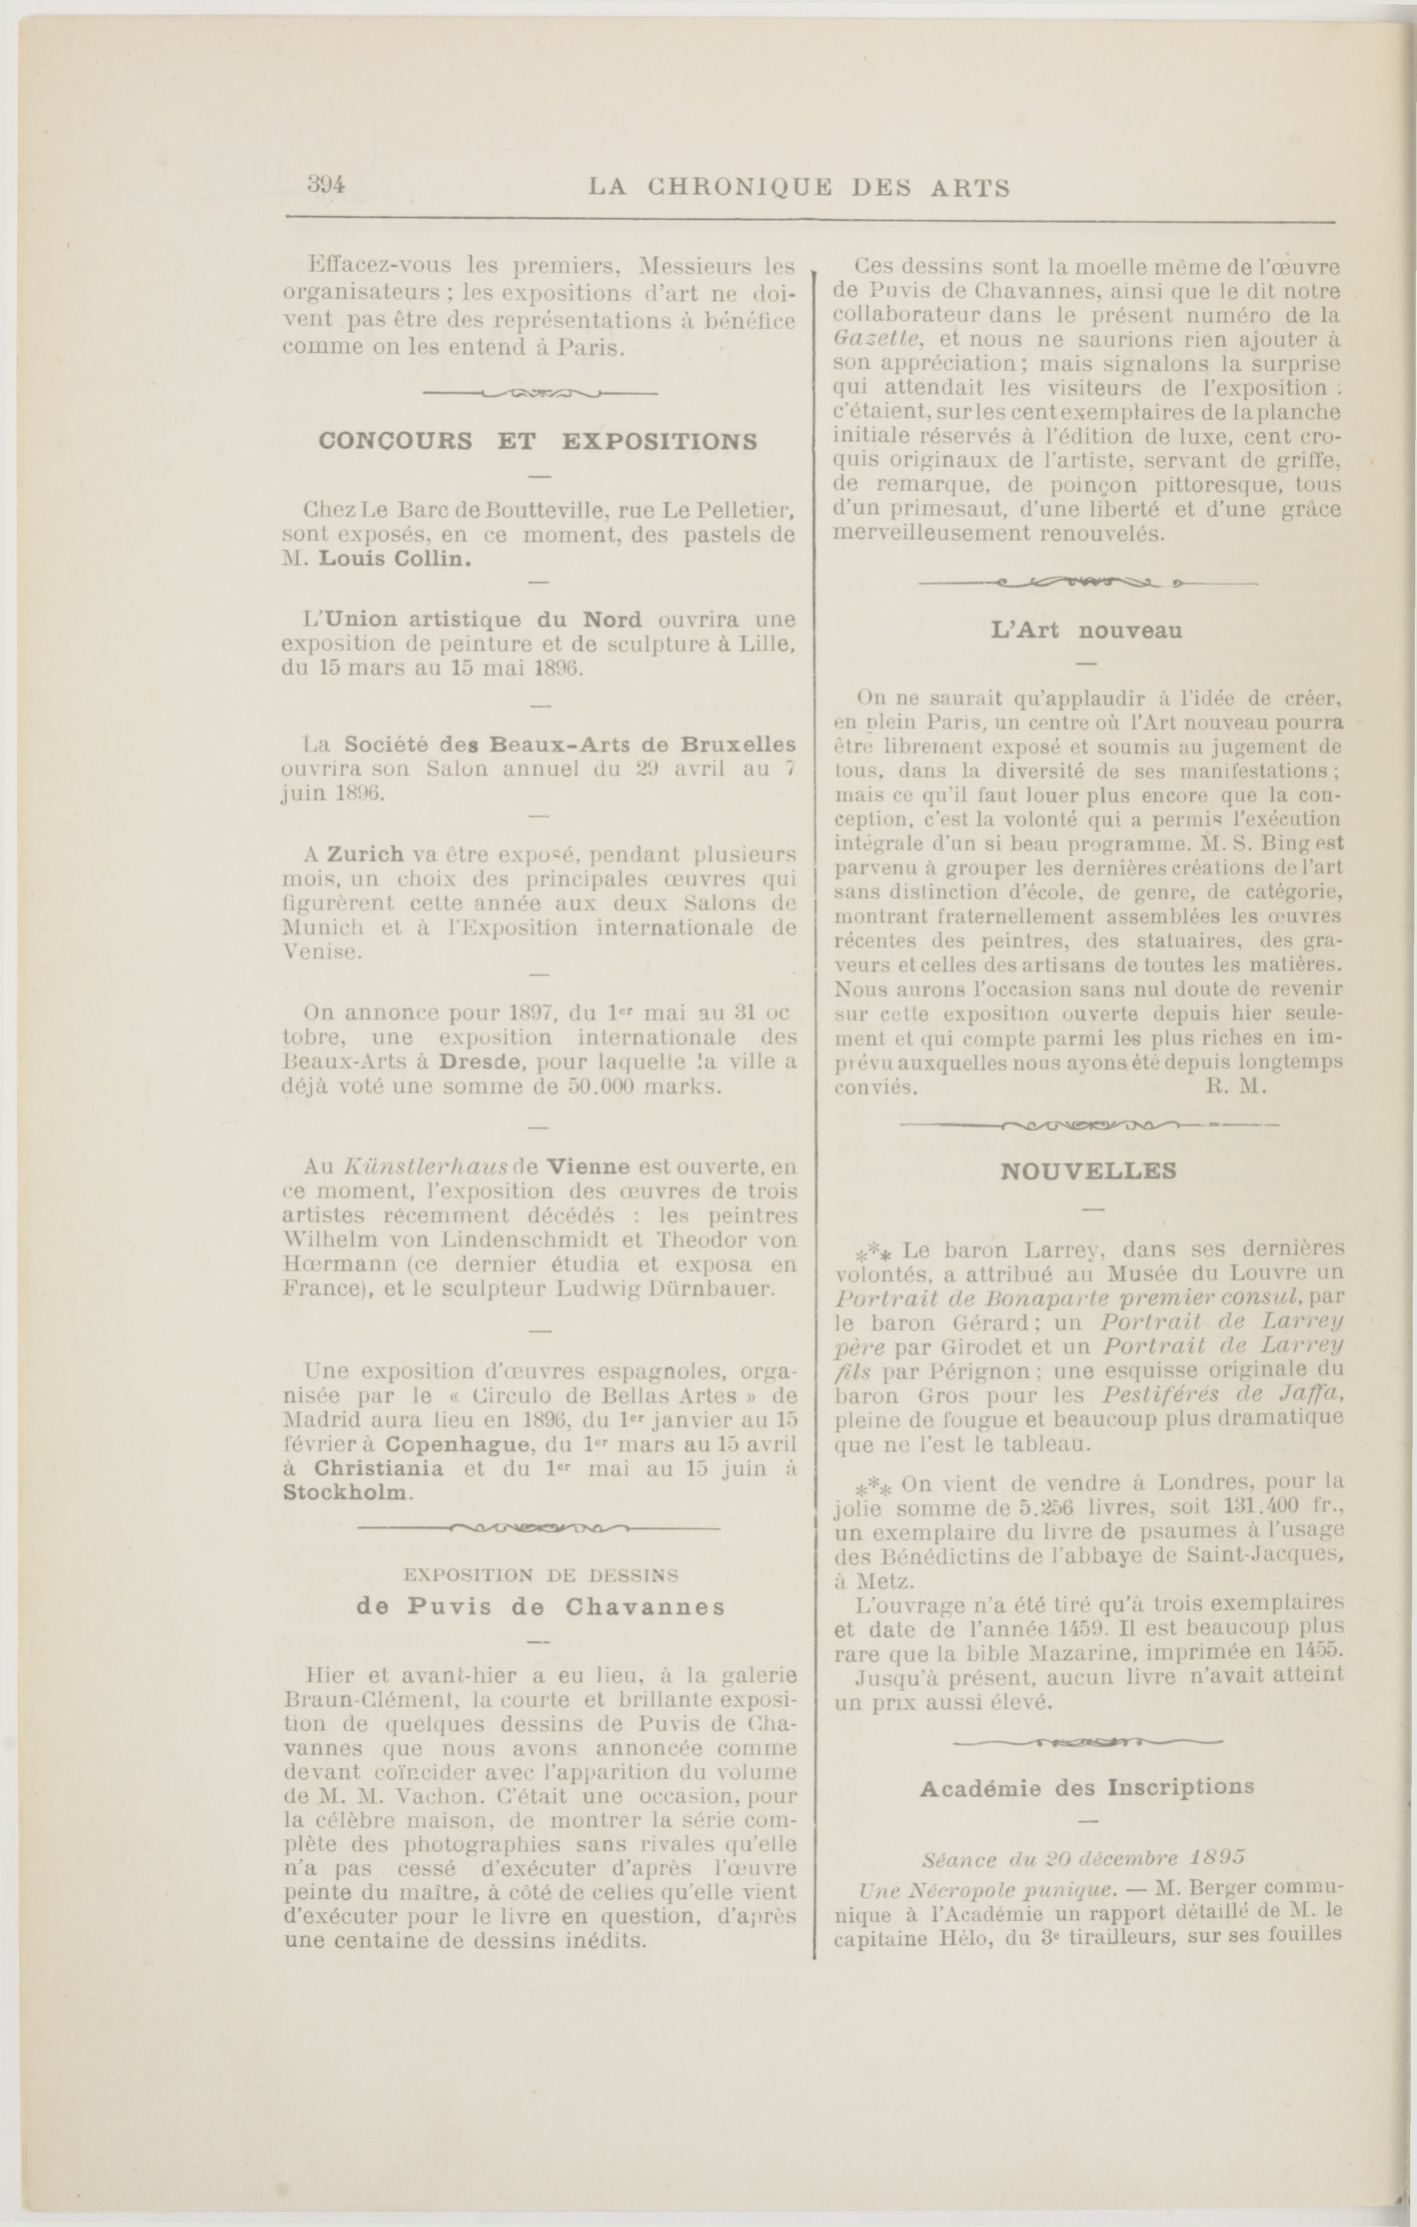 394
LA CHRONIQUE DES ARTS
Effacez-vous les premiers, Messieurs les
organisateurs ; les expositions d'art ne doi-
vent pas être des représentations à bénéfice
comme on les entend à Paris.
CONCOURS ET EXPOSITIONS
Chez Le Barc de Boutteville, rue Le Pelletier,
sont exposés, en ce moment, des pastels de
M. Louis Collin.
L'Union artistique du Nord ouvrira une
exposition de peinture et de sculpture à Lille,
du 15 mars au 15 mai 1896.
La Société des Beaux-Arts de Bruxelles
ouvrira son Salon annuel du 29 avril au 7
juin 1896.
A Zurich va être exposé, pendant plusieurs
mois, un choix des principales œuvres qui
figurèrent cette année aux deux Salons de
Munich et à l'Exposition internationale de
Venise.
On annonce pour 1897, du 1er mai au 31 oc
tobre, une exposition internationale des
Beaux-Arts à Dresde, pour laquelle la ville a
déjà voté une somme de 50.000 marks.
Au Künstlerhaus de Vienne est ouverte, en
ce moment, l'exposition des œuvres de trois
artistes récemment décédés : les peintres
Wilhelm von Lindenschmidt et Theodor von
Hœrmann (ce dernier étudia et exposa en
France), et le sculpteur Ludwig Dürnbauer.
Une exposition d'œuvres espagnoles, orga-
nisée par le « Circulo de Bellas Artes » de
Madrid aura lieu en 1896, du 1er janvier au 15
février à Copenhague, du 1er mars au 15 avril
à Christiania et du 1er mai au 15 juin à
Stockholm.
EXPOSITION DE DESSINS
de Puvis de Chavannes
Hier et avant-hier a eu lieu, à la galerie
Braun-Clément, la courte et brillante exposi-
tion de quelques dessins de Puvis de Cha-
vannes que nous avons annoncée comme
devant coïncider avec l'apparition du volume
de M. M. Vachon. C'était une occasion, pour
la célèbre maison, de montrer la série com-
plète des photographies sans rivales qu'elle
n'a pas cessé d'exécuter d'après l'œuvre
peinte du maître, à côté de celles qu'elle vient
d'exécuter pour le livre en question, d'après
une centaine de dessins inédits.
Ces dessins sont la moelle même de l'œuvre
de Puvis de Chavannes, ainsi que le dit notre
collaborateur dans le présent numéro de la
Gazette, et nous ne saurions rien ajouter à
son appréciation ; mais signalons la surprise
qui attendait les visiteurs de l'exposition :
c'étaient, sur les cent exemplaires de la planche
initiale réservés à l'édition de luxe, cent cro-
quis originaux de l'artiste, servant de griffe,
de remarque, de poinçon pittoresque, tous
d'un primesaut, d'une liberté et d'une grâce
merveilleusement renouvelés.
L'Art nouveau
On ne saurait qu'applaudir à l'idée de créer,
en plein Paris, un centre où l'Art nouveau pourra
être librement exposé et soumis au jugement de
tous, dans la diversité de ses manifestations ;
mais ce qu'il faut louer plus encore que la con-
ception, c'est la volonté qui a permis l'exécution
intégrale d'un si beau programme. M. S. Bing est
parvenu à grouper les dernières créations de l'art
sans distinction d'école, de genre, de catégorie,
montrant fraternellement assemblées les œuvres
récentes des peintres, des statuaires, des gra-
veurs et celles des artisans de toutes les matières.
Nous aurons l'occasion sans nul doute de revenir
sur cette exposition ouverte depuis hier seule-
ment et qui compte parmi les plus riches en im-
prévu auxquelles nous ayons été depuis longtemps
conviés. R. M.
NOUVELLES
*** Le baron Larrey, dans ses dernières
volontés, a attribué au Musée du Louvre un
Portrait de Bonaparte premier consul, par
le baron Gérard ; un Portrait de Larrey
père par Girodet et un Portrait de Larrey
fils par Pérignon ; une esquisse originale du
baron Gros pour les Pestiférés de Jaffa,
pleine de fougue et beaucoup plus dramatique
que ne l'est le tableau.
*** On vient de vendre à Londres, pour la
jolie somme de 5.256 livres, soit 131.400 fr.,
un exemplaire du livre de psaumes à l'usage
des Bénédictins de l'abbaye de Saint-Jacques,
à Metz.
L'ouvrage n'a été tiré qu'à trois exemplaires
et date de l'année 1459. Il est beaucoup plus
rare que la bible Mazarine, imprimée en 1455.
Jusqu'à présent, aucun livre n'avait atteint
un prix aussi élevé.
Académie des Inscriptions
Séance du 20 décembre 1895
Une Nécropole punique. — M. Berger commu-
nique à l'Académie un rapport détaillé de M. le
capitaine Hélo, du 3e tirailleurs, sur ses fouilles